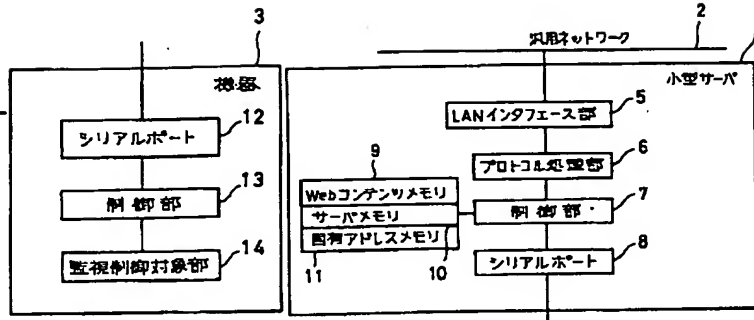 3
機器
シリアルポート
12
制御部
13
監視制御対象部
14
汎用ネットワーク
2
小型サーバ
LANインタフェース部
5
プロトコル処理部
6
9
Webコンテンツメモリ
サーバメモリ
固有アドレスメモリ
10
11
制御部
7
シリアルポート
8